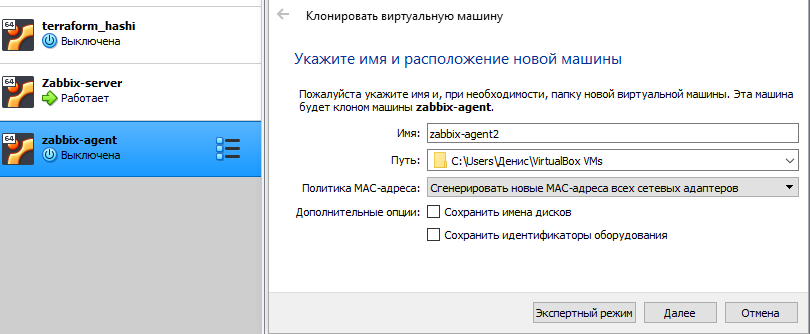 64
terraform_hashi
Выключена
64
Zabbix-server
Работает
64
zabbix-agent
Выключена
Клонировать виртуальную машину
Укажите имя и расположение новой машины
Пожалуйста укажите имя и, при необходимости, папку новой виртуальной машины. Эта машина
будет клоном машины zabbix-agent.
Имя: zabbix-agent2
Путь: C:\Users\Денис\VirtualBox VMs
Политика MAC-адреса: Сгенерировать новые MAC-адреса всех сетевых адаптеров
Дополнительные опции: Сохранить имена дисков
Сохранить идентификаторы оборудования
Экспертный режим Далее Отмена